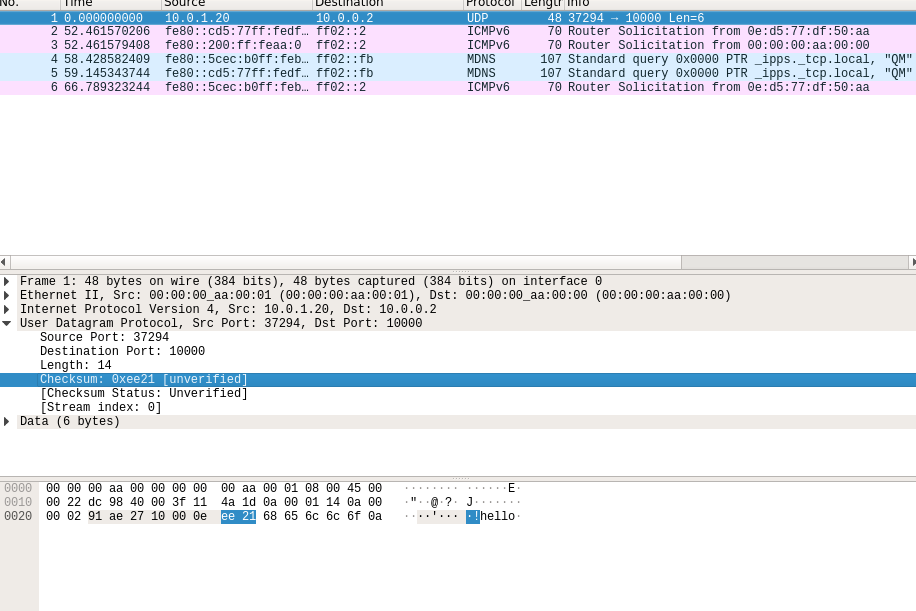 No. Time Source Destination Protocol Length Info
1 0.000000000 10.0.1.20 10.0.0.2 UDP 48 37294 → 10000 Len=6
2 52.461570206 fe80::cd5:77ff:fedf… ff02::2 ICMPv6 70 Router Solicitation from 0e:d5:77:df:50:aa
3 52.461579408 fe80::200:ff:feaa:0 ff02::2 ICMPv6 70 Router Solicitation from 00:00:00:aa:00:00
4 58.428582409 fe80::5cec:b0ff:feb… ff02::fb MDNS 107 Standard query 0x0000 PTR _ipps._tcp.local, "QM"
5 59.145343744 fe80::cd5:77ff:fedf… ff02::fb MDNS 107 Standard query 0x0000 PTR _ipps._tcp.local, "QM"
6 66.789323244 fe80::5cec:b0ff:feb… ff02::2 ICMPv6 70 Router Solicitation from 0e:d5:77:df:50:aa
Frame 1: 48 bytes on wire (384 bits), 48 bytes captured (384 bits) on interface 0
Ethernet II, Src: 00:00:00_aa:00:01 (00:00:00:aa:00:01), Dst: 00:00:00_aa:00:00 (00:00:00:aa:00:00)
Internet Protocol Version 4, Src: 10.0.1.20, Dst: 10.0.0.2
User Datagram Protocol, Src Port: 37294, Dst Port: 10000
Source Port: 37294
Destination Port: 10000
Length: 14
Checksum: 0xee21 [unverified]
[Checksum Status: Unverified]
[Stream index: 0]
Data (6 bytes)
0000 00 00 00 aa 00 00 00 00 00 aa 00 01 08 00 45 00 ········ ······E·
0010 00 22 dc 98 40 00 3f 11 4a 1d 0a 00 01 14 0a 00 ·"··@·?· J·······
0020 00 02 91 ae 27 10 00 0e ee 21 68 65 6c 6c 6f 0a ····'··· ·!hello·